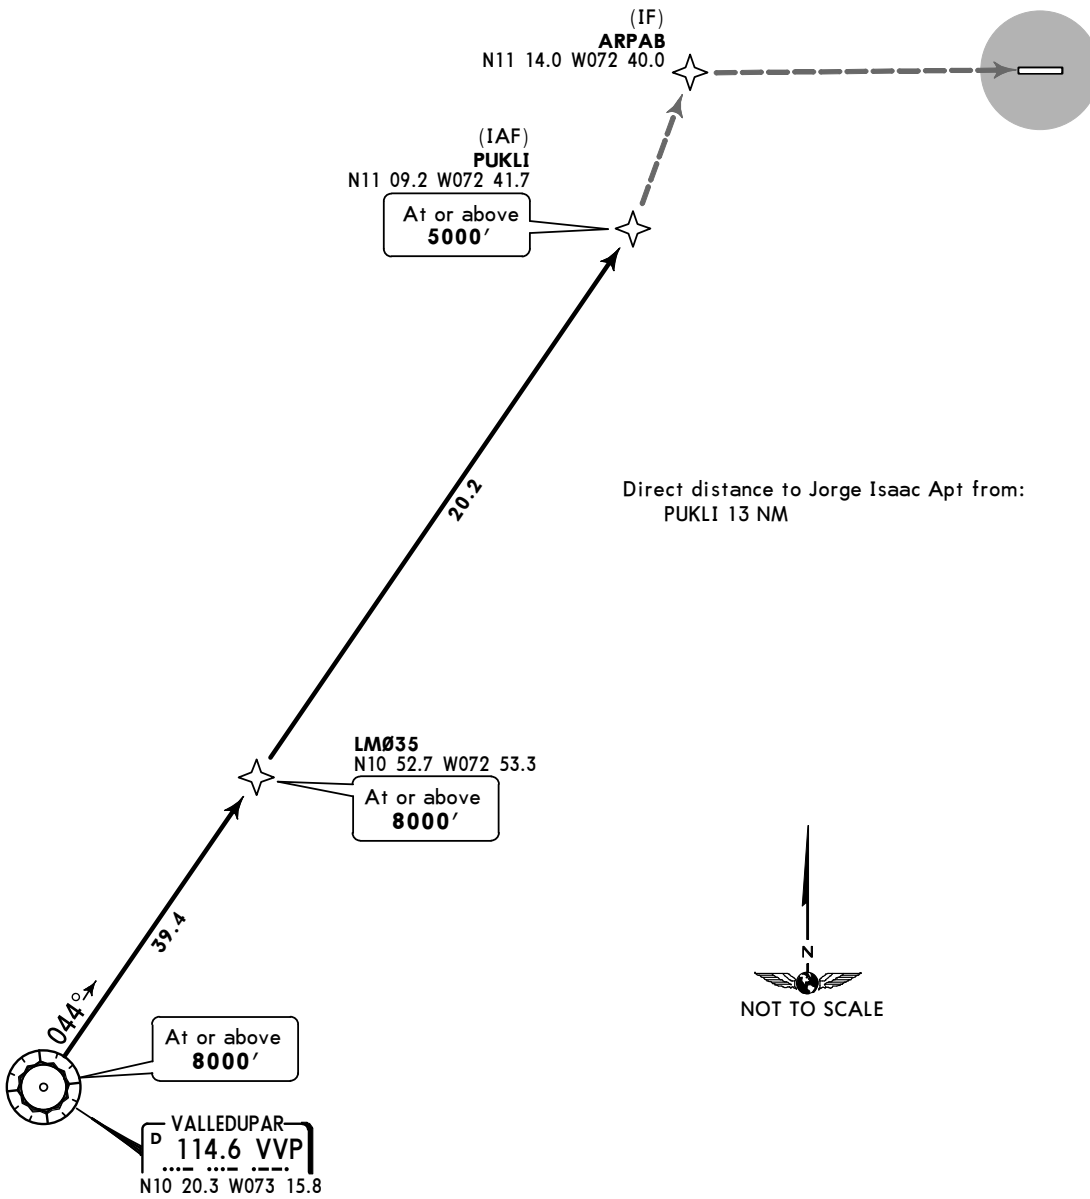 (IF)
ARPAB
N11 14.0 W072 40.0
(IAF)
PUKLI
N11 09.2 W072 41.7
At or above
5000′
20.2
Direct distance to Jorge Isaac Apt from:
PUKLI 13 NM
LMØ35
N10 52.7 W072 53.3
At or above
8000′
39.4
044°
N
NOT TO SCALE
At or above
8000′
VALLEDUPAR
D 114.6 VVP
N10 20.3 W073 15.8